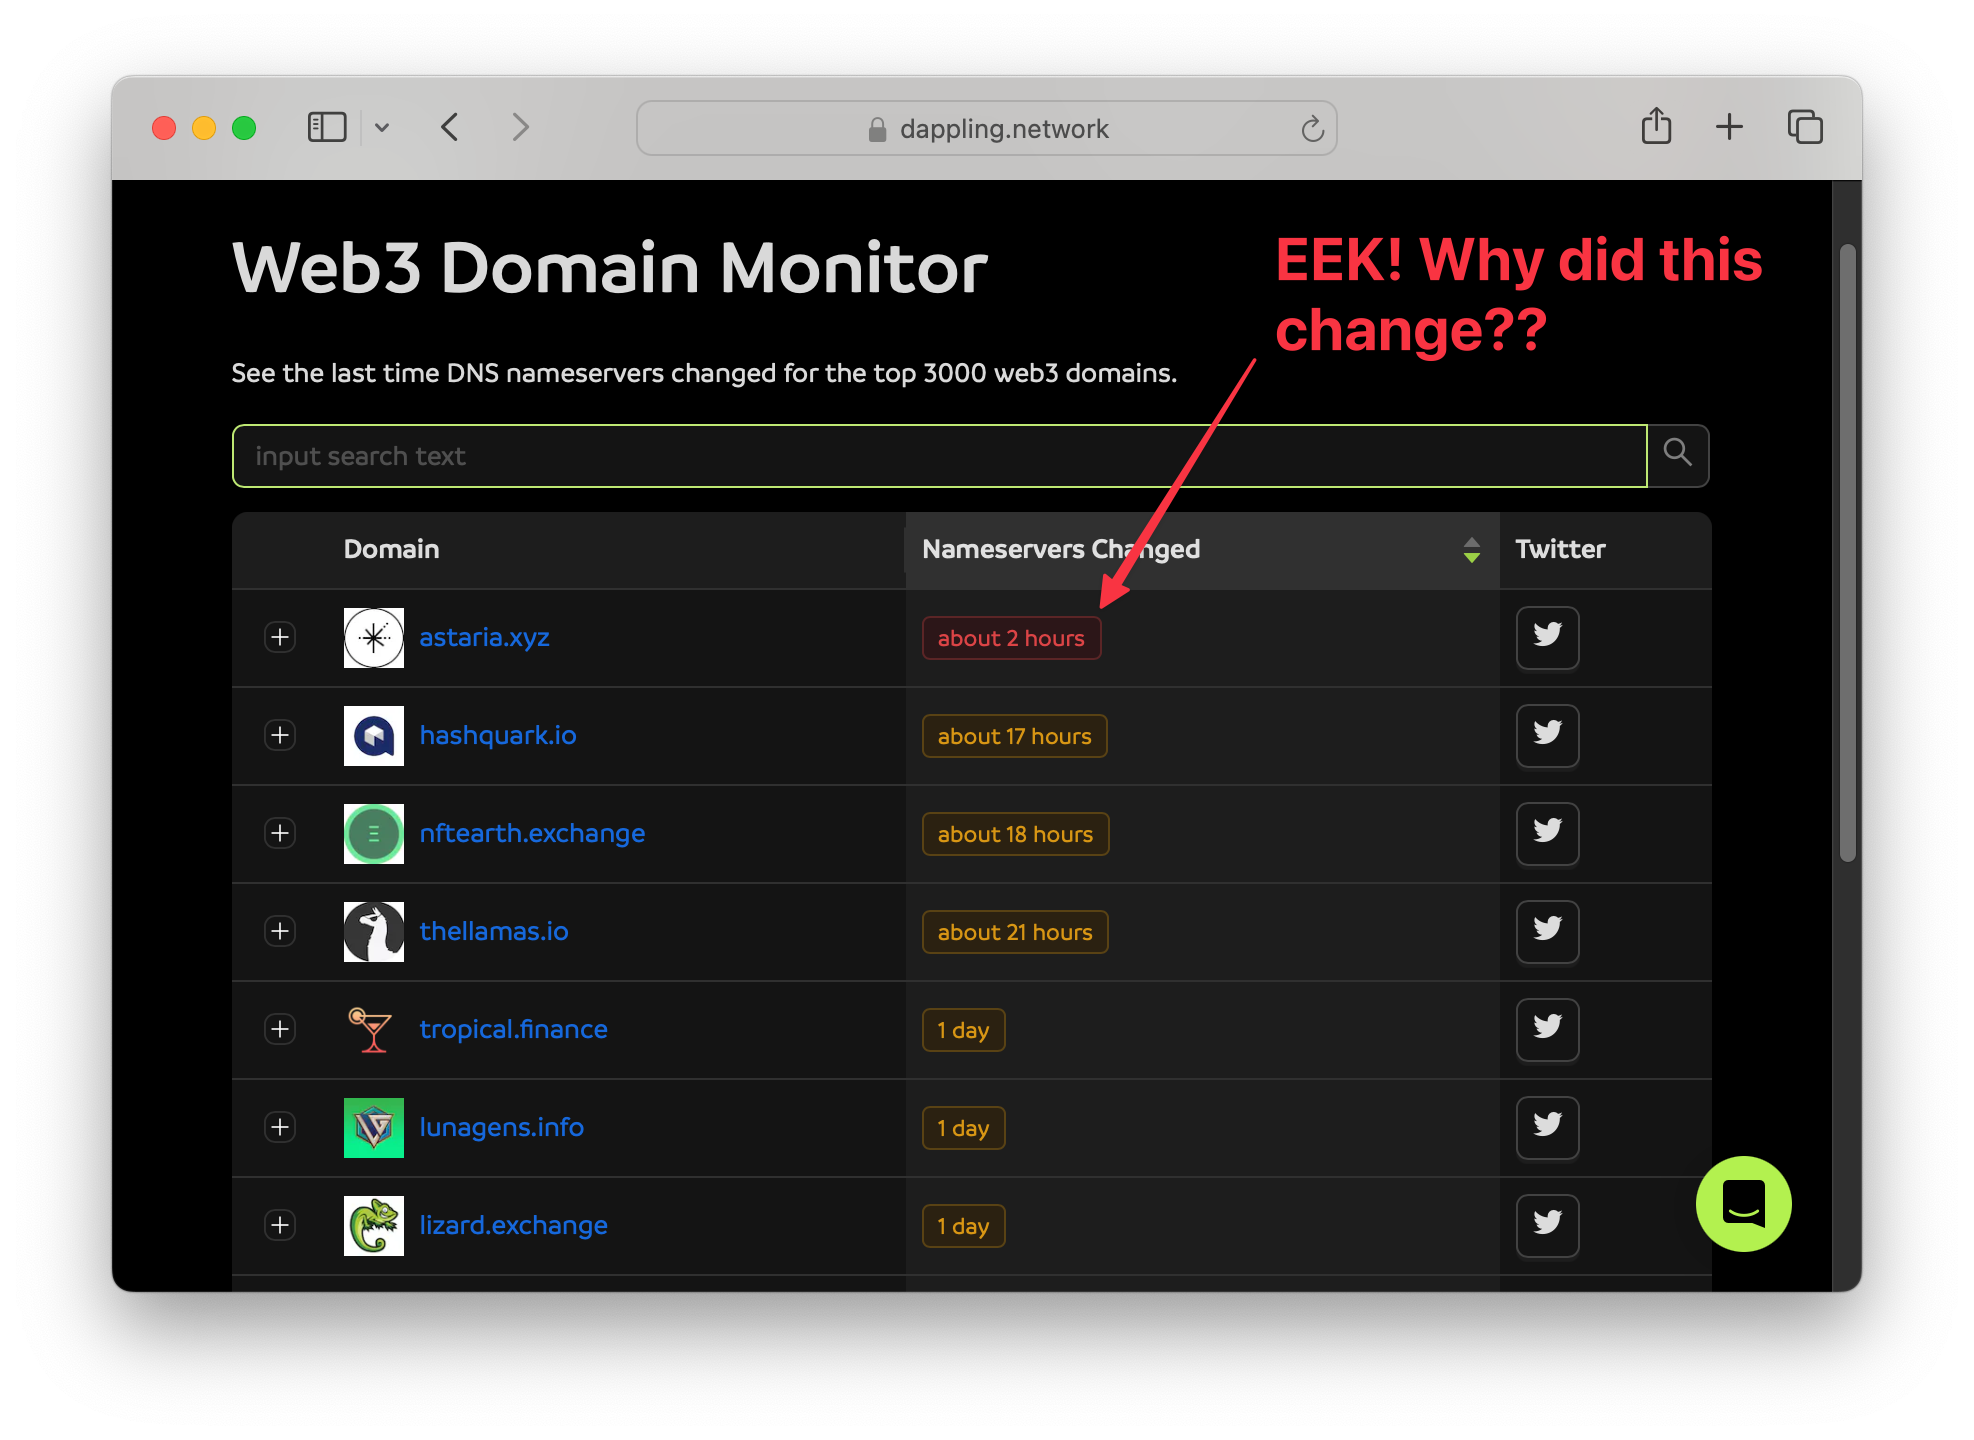 dappling.network
Web3 Domain Monitor
EEK! Why did this
change??
See the last time DNS nameservers changed for the top 3000 web3 domains.
input search text
Domain
Nameservers Changed
Twitter
astaria.xyz
about 2 hours
hashquark.io
about 17 hours
nftearth.exchange
about 18 hours
thellamas.io
about 21 hours
tropical.finance
1 day
lunagens.info
1 day
lizard.exchange
1 day